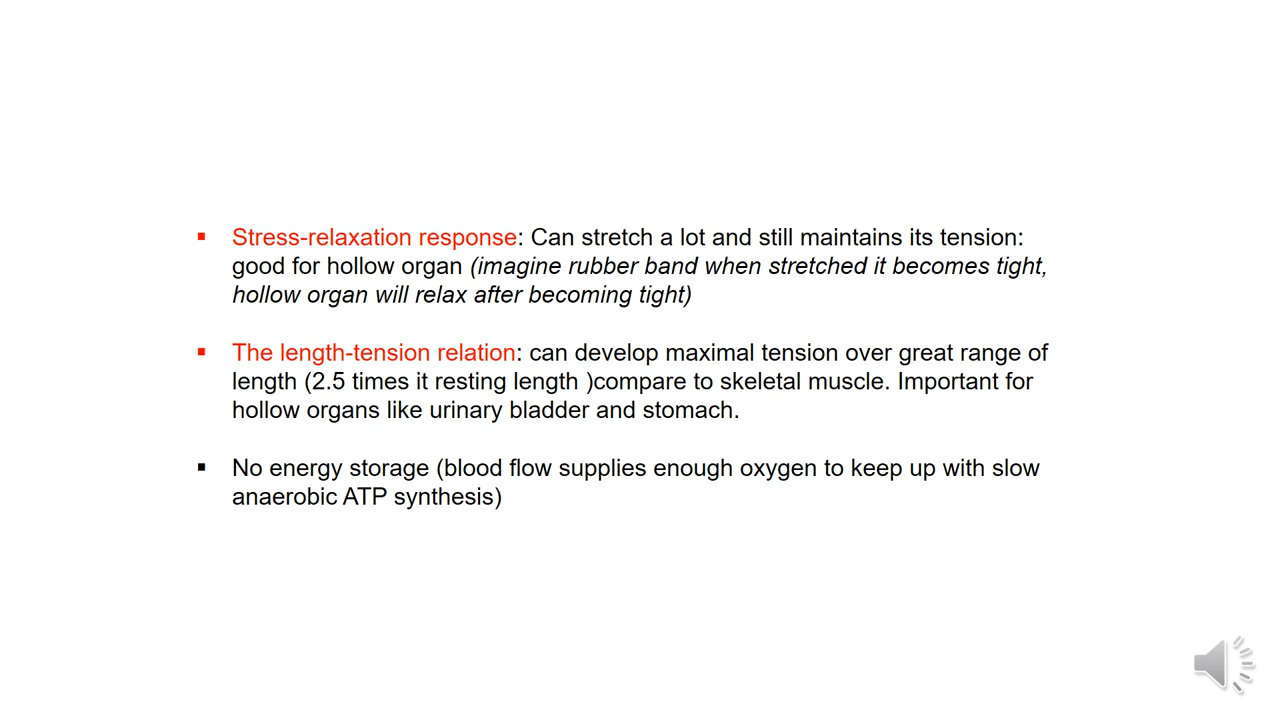 ▪ Stress-relaxation response: Can stretch a lot and still maintains its tension:
good for hollow organ (imagine rubber band when stretched it becomes tight,
hollow organ will relax after becoming tight)
▪ The length-tension relation: can develop maximal tension over great range of
length (2.5 times it resting length )compare to skeletal muscle. Important for
hollow organs like urinary bladder and stomach.
▪ No energy storage (blood flow supplies enough oxygen to keep up with slow
anaerobic ATP synthesis)